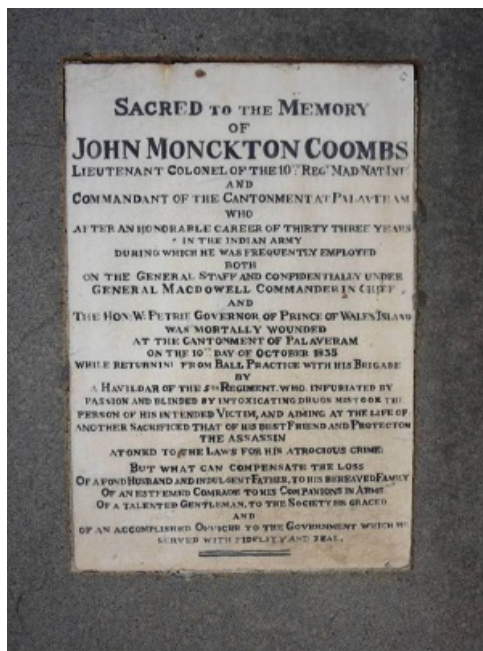 SACRED TO THE MEMORY
OF
JOHN MONCKTON COOMBS
LIEUTENANT COLONEL OF THE 10TH REGT MAD NAT INF
AND
COMMANDANT OF THE CANTONMENT AT PALAVERAM
WHO
AFTER AN HONORABLE CAREER OF THIRTY THREE YEARS
IN THE INDIAN ARMY
DURING WHICH HE WAS FREQUENTLY EMPLOYED
BOTH
ON THE GENERAL STAFF AND CONFIDENTIALLY UNDER
GENERAL MACDOWELL COMMANDER IN CHIEF
AND
THE HON: W: PETRIE GOVERNOR OF PRINCE OF WALES ISLAND
WAS MORTALLY WOUNDED
AT THE CANTONMENT OF PALAVERAM
ON THE 10TH DAY OF OCTOBER 1833
WHILE RETURNING FROM BALL PRACTICE WITH HIS BRIGADE
BY
A HAVILDAR OF THE 5TH REGIMENT. WHO, INFURIATED BY
PASSION AND BLINDED BY INTOXICATING DRUGS MISTOOK THE
PERSON OF HIS INTENDED VICTIM, AND AIMING AT THE LIFE OF
ANOTHER SACRIFICED THAT OF HIS BEST FRIEND AND PROTECTOR
THE ASSASSIN
ATONED TO THE LAWS FOR HIS ATROCIOUS CRIME:
BUT WHAT CAN COMPENSATE THE LOSS
OF A FOND HUSBAND AND INDULGENT FATHER, TO HIS BEREAVED FAMILY
OF AN ESTEEMED COMRADE TO HIS COMPANIONS IN ARMS
OF A TALENTED GENTLEMAN, TO THE SOCIETY HE GRACED
AND
OF AN ACCOMPLISHED OFFICER TO THE GOVERNMENT WHICH HE
SERVED WITH FIDELITY AND ZEAL.